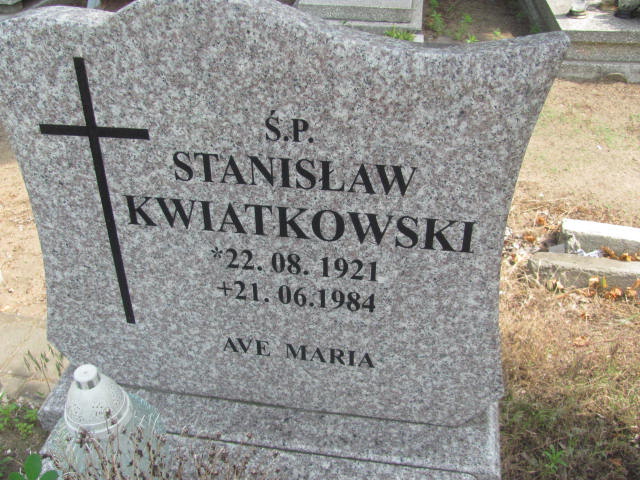 Ś.P.
STANISŁAW
KWIATKOWSKI
*22. 08. 1921
+21. 06.1984
AVE MARIA